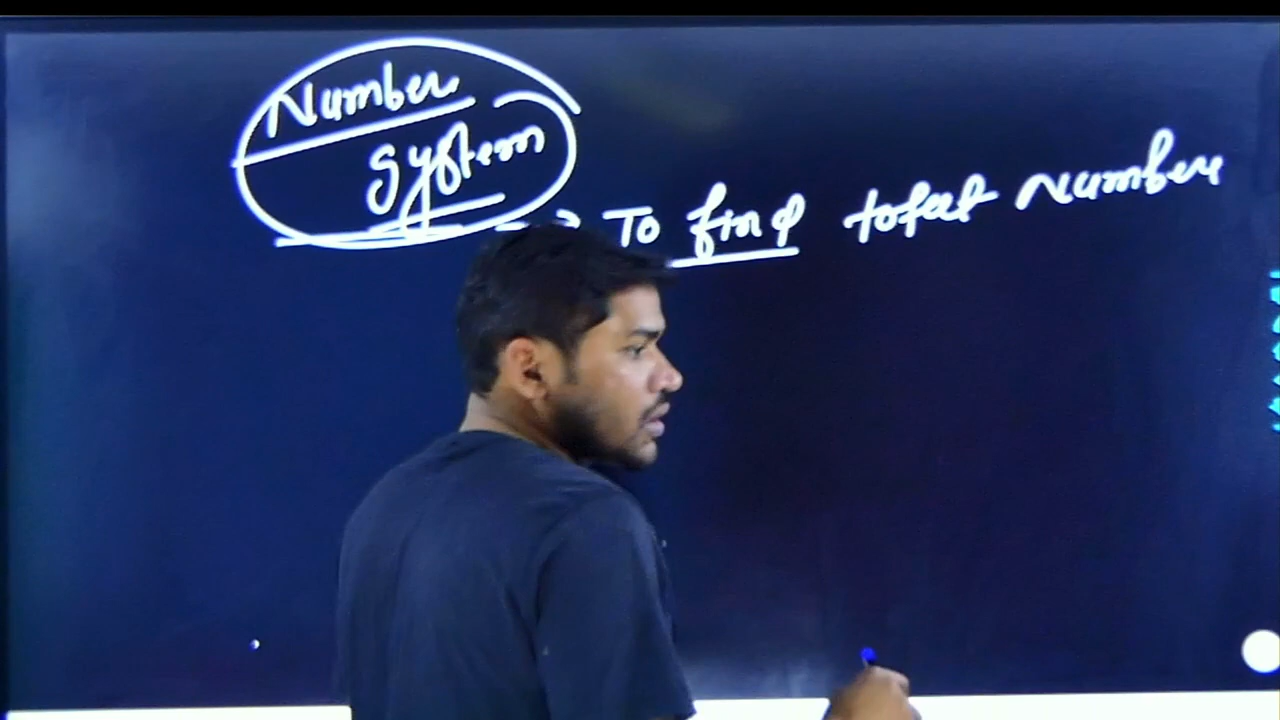 Number
System
→ To find total Number